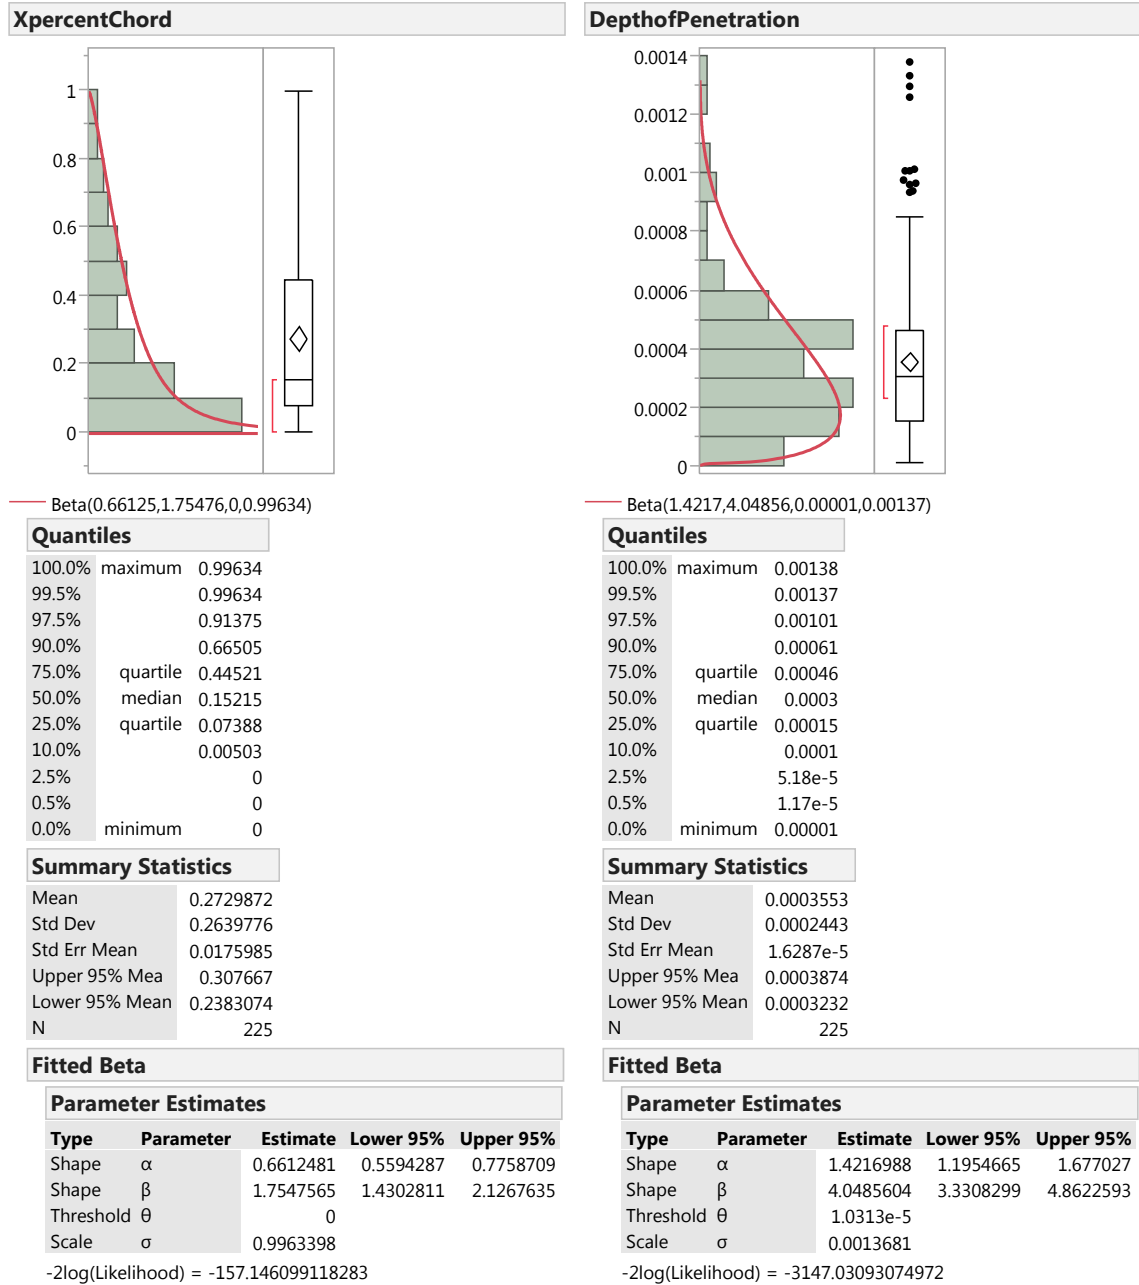 XpercentChord
1
0.8
0.6
0.4
0.2
0
Beta(0.66125,1.75476,0,0.99634)
Quantiles
100.0% maximum 0.99634
99.5% 0.99634
97.5% 0.91375
90.0% 0.66505
75.0% quartile 0.44521
50.0% median 0.15215
25.0% quartile 0.07388
10.0% 0.00503
2.5% 0
0.5% 0
0.0% minimum 0
Summary Statistics
Mean 0.2729872
Std Dev 0.2639776
Std Err Mean 0.0175985
Upper 95% Mea 0.307667
Lower 95% Mean 0.2383074
N 225
Fitted Beta
Parameter Estimates
Type Parameter Estimate Lower 95% Upper 95%
Shape α 0.6612481 0.5594287 0.7758709
Shape β 1.7547565 1.4302811 2.1267635
Threshold θ 0
Scale σ 0.9963398
-2log(Likelihood) = -157.146099118283
DepthofPenetration
0.0014
0.0012
0.001
0.0008
0.0006
0.0004
0.0002
0
Beta(1.4217,4.04856,0.00001,0.00137)
Quantiles
100.0% maximum 0.00138
99.5% 0.00137
97.5% 0.00101
90.0% 0.00061
75.0% quartile 0.00046
50.0% median 0.0003
25.0% quartile 0.00015
10.0% 0.0001
2.5% 5.18e-5
0.5% 1.17e-5
0.0% minimum 0.00001
Summary Statistics
Mean 0.0003553
Std Dev 0.0002443
Std Err Mean 1.6287e-5
Upper 95% Mea 0.0003874
Lower 95% Mean 0.0003232
N 225
Fitted Beta
Parameter Estimates
Type Parameter Estimate Lower 95% Upper 95%
Shape α 1.4216988 1.1954665 1.677027
Shape β 4.0485604 3.3308299 4.8622593
Threshold θ 1.0313e-5
Scale σ 0.0013681
-2log(Likelihood) = -3147.03093074972